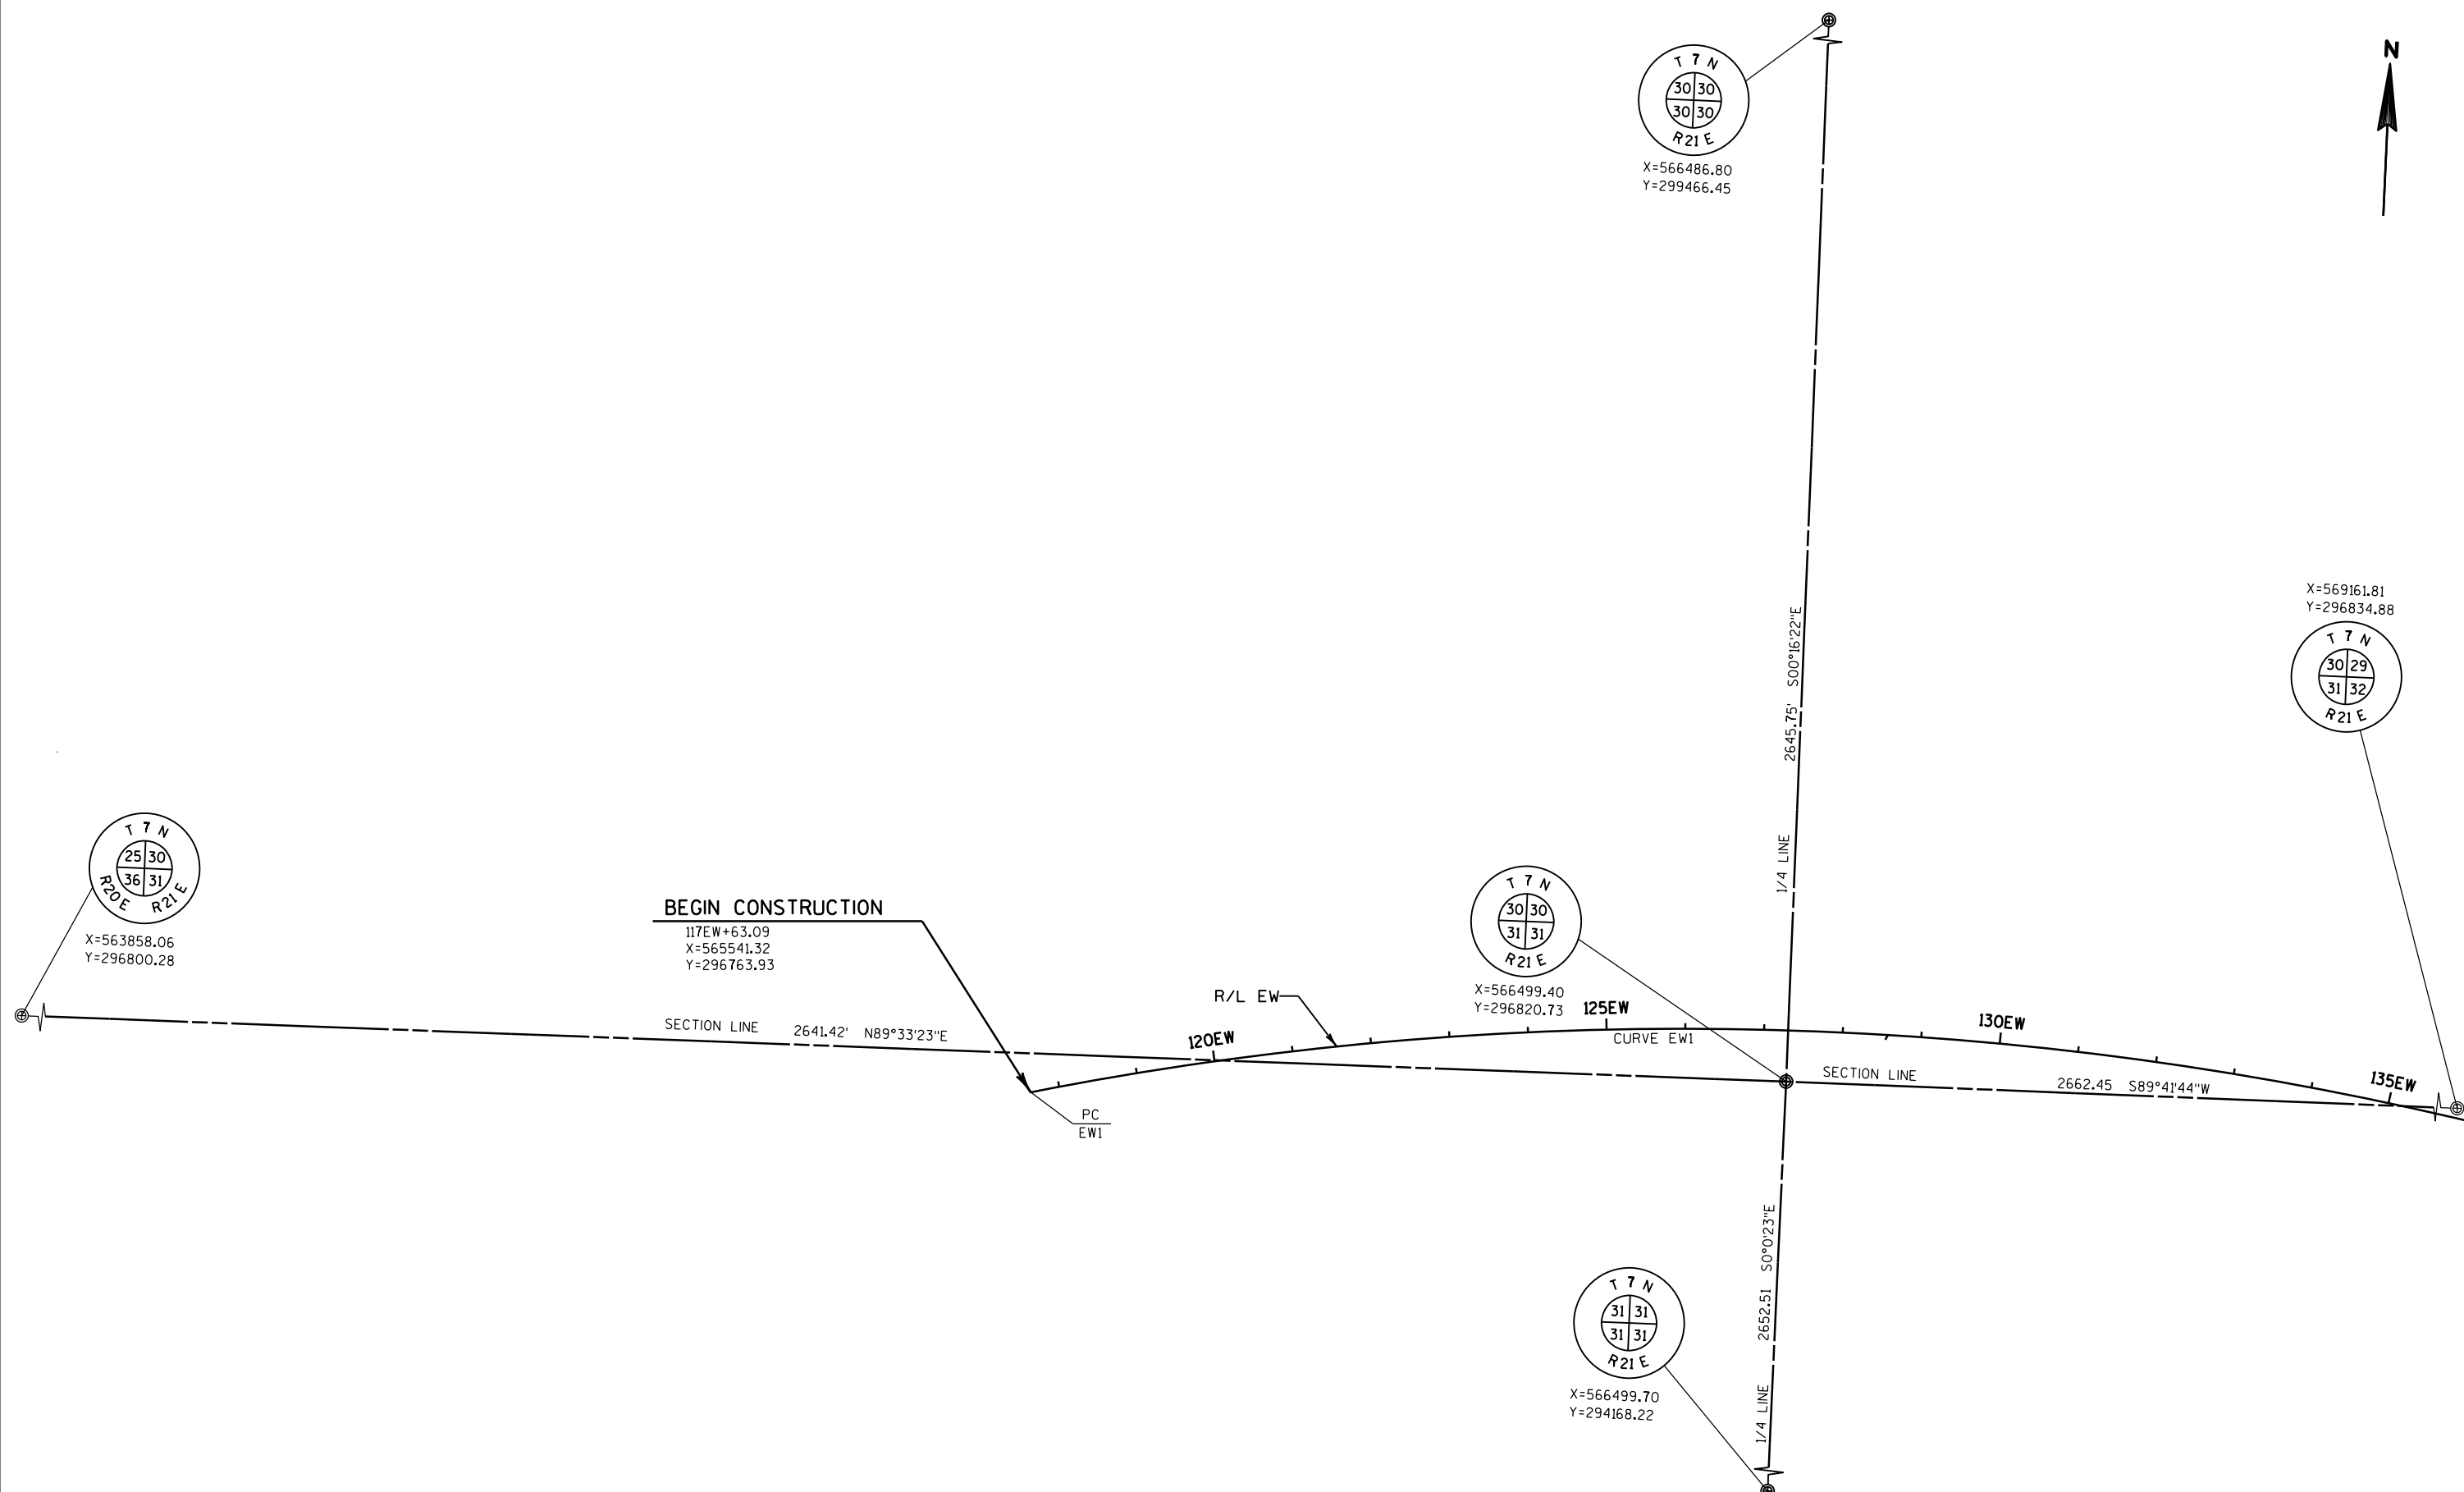 N
T 7 N
30 30
30 30
R 21 E
X=566486.80
Y=299466.45
2645.75' S00°16'22"E
1/4 LINE
X=569161.81
Y=296834.88
T 7 N
30 29
31 32
R 21 E
T 7 N
25 30
36 31
R20E R21E
X=563858.06
Y=296800.28
BEGIN CONSTRUCTION
117EW+63.09
X=565541.32
Y=296763.93
T 7 N
30 30
31 31
R 21 E
X=566499.40
Y=296820.73
R/L EW
SECTION LINE 2641.42' N89°33'23"E
120EW
125EW
CURVE EW1
130EW
135EW
SECTION LINE 2662.45 S89°41'44"W
PC
EW1
2652.51 S0°0'23"E
1/4 LINE
T 7 N
31 31
31 31
R 21 E
X=566499.70
Y=294168.22